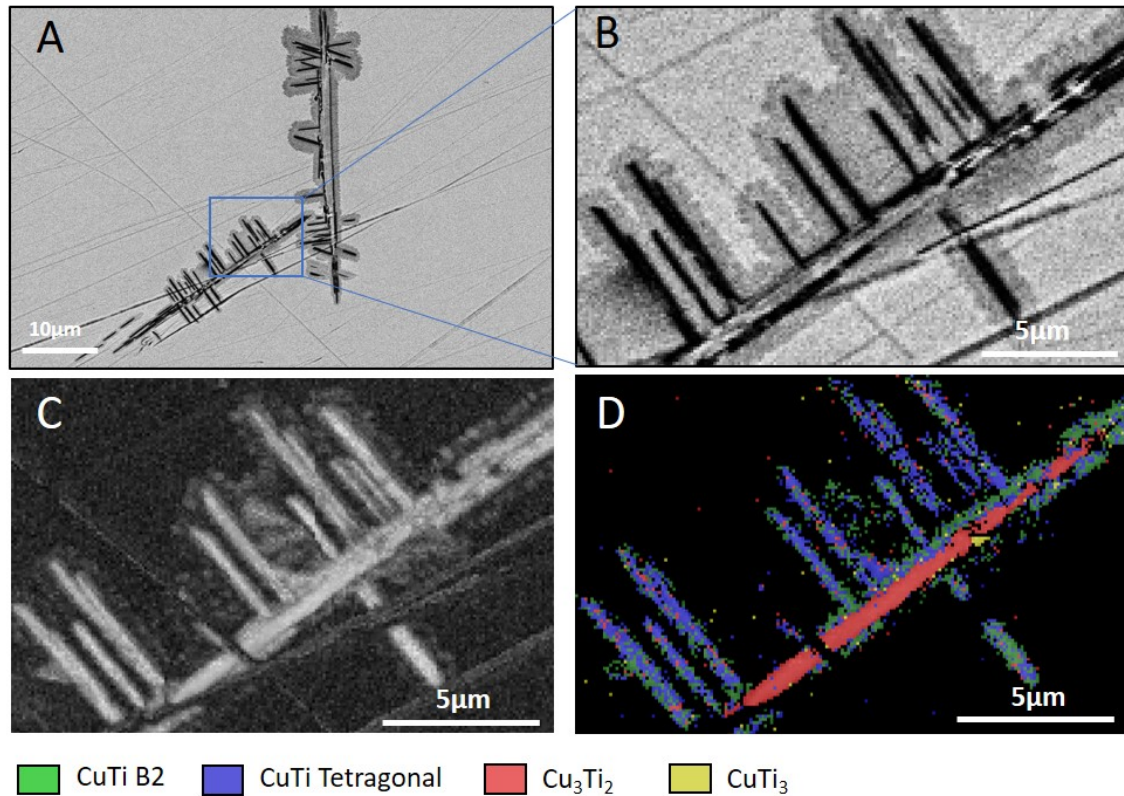 A
10µm
B
5µm
C
5µm
D
5µm
CuTi B2 CuTi Tetragonal Cu₃Ti₂ CuTi₃